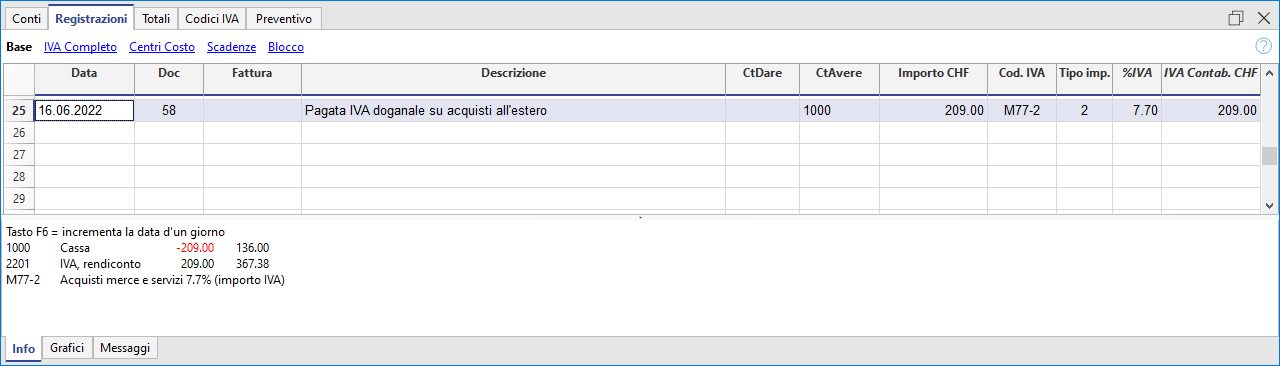 Conti Registrazioni Totali Codici IVA Preventivo
Base IVA Completo Centri Costo Scadenze Blocco ?
Data Doc Fattura Descrizione CtDare CtAvere Importo CHF Cod. IVA Tipo imp. %IVA IVA Contab. CHF
25 16.06.2022 58 Pagata IVA doganale su acquisti all'estero 1000 209.00 M77-2 2 7.70 209.00
26
27
28
29
Tasto F6 = incrementa la data d'un giorno
1000 Cassa -209.00 136.00
2201 IVA, rendiconto 209.00 367.38
M77-2 Acquisti merce e servizi 7.7% (importo IVA)
Info Grafici Messaggi